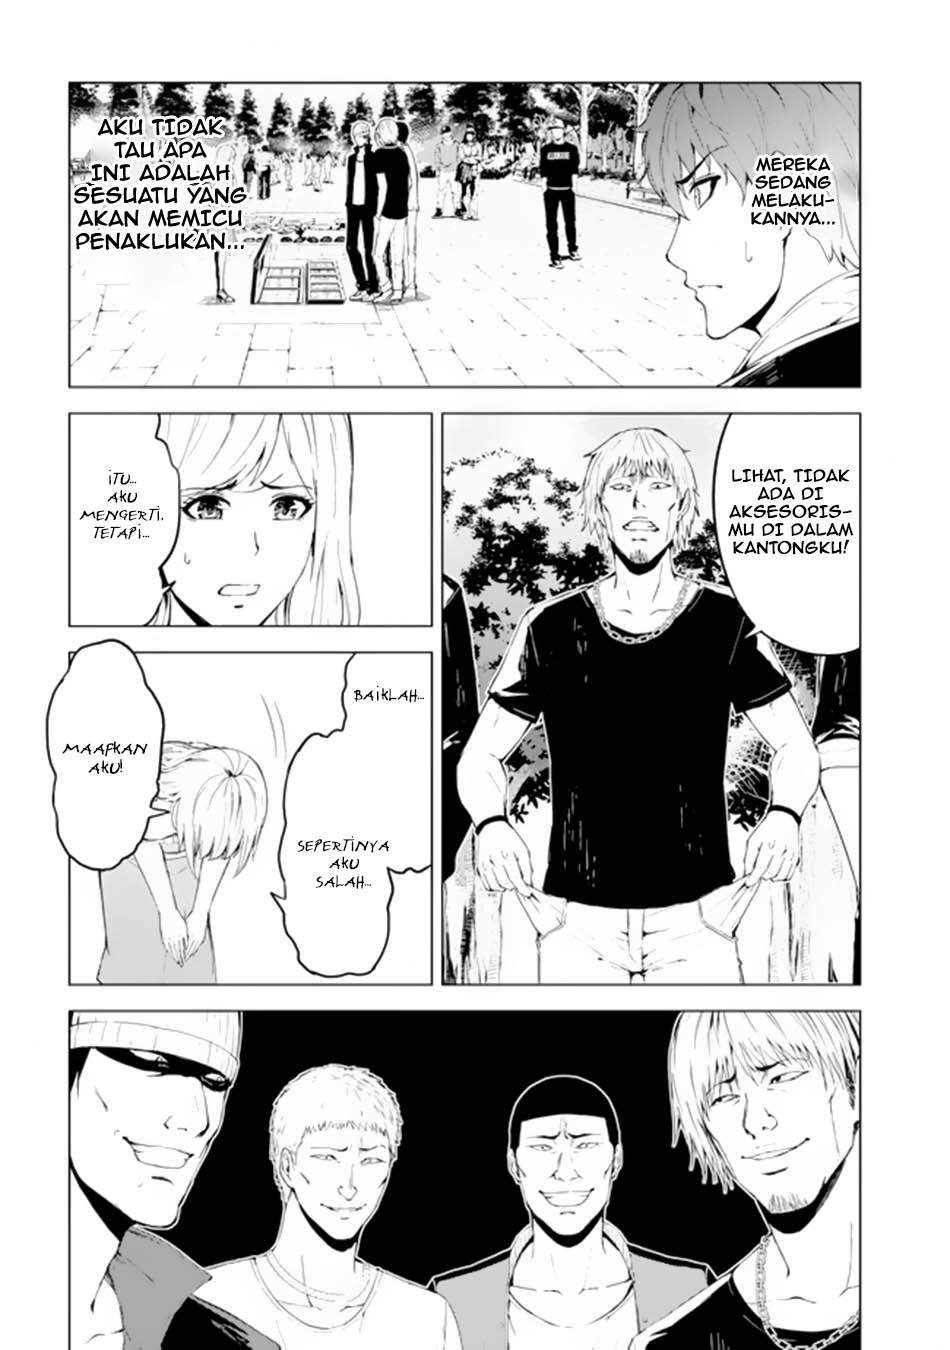 AKU TIDAK
TAU APA
INI ADALAH
SESUATU YANG
AKAN MEMICU
PENAKLUKAN...
MEREKA
SEDANG
MELAKU-
KANNYA...
LIHAT, TIDAK
ADA DI
AKSESORIS-
MU DI DALAM
KANTONGKU!
ITU...
AKU
MENGERTI.
TETAPI...
BAIKLAH...
SEPERTINYA
AKU
SALAH...
MAAFKAN
AKU!